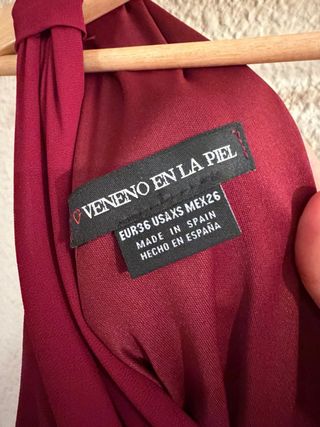 VENENO EN LA PIEL
EUR36 USAXS MEX26
MADE IN SPAIN
HECHO EN ESPAÑA